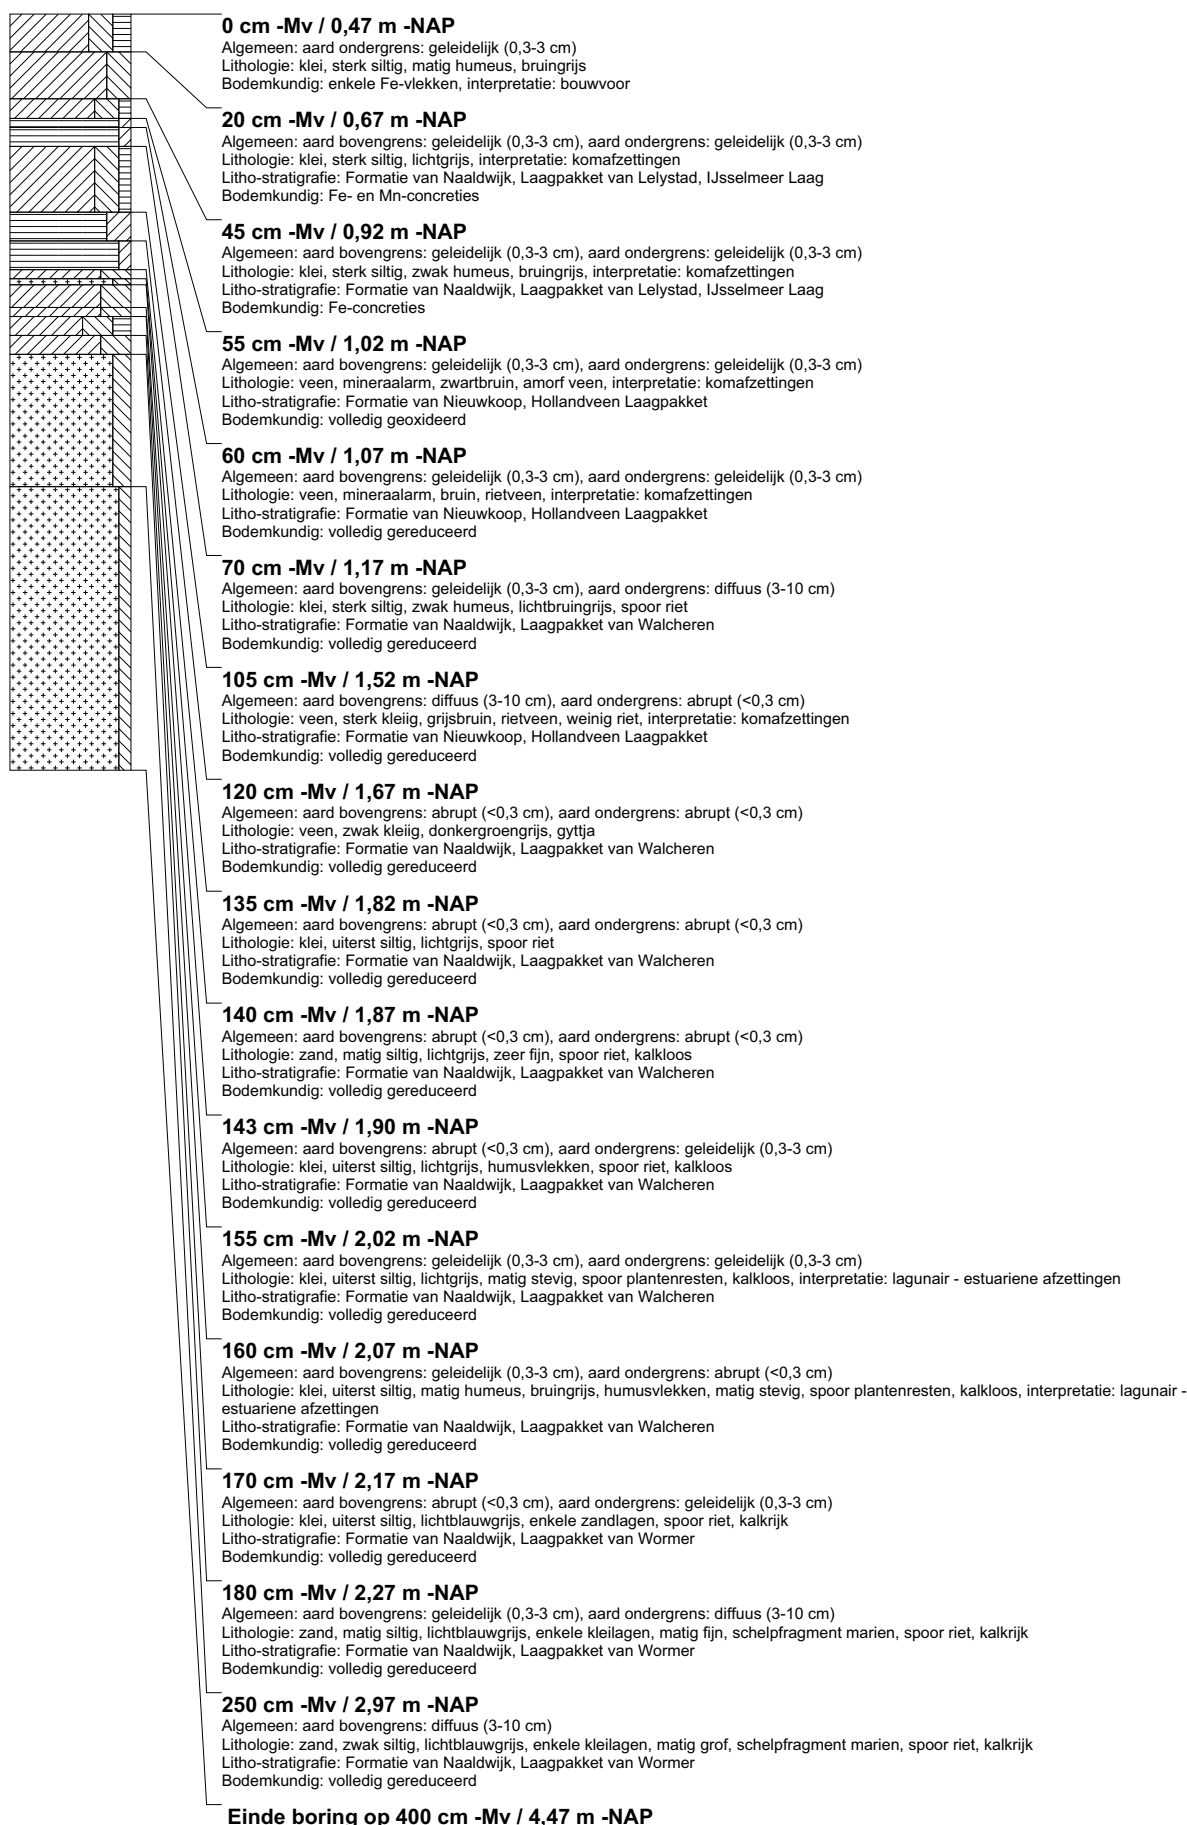 0 cm -Mv / 0,47 m -NAP
Algemeen: aard ondergrens: geleidelijk (0,3-3 cm)
Lithologie: klei, sterk siltig, matig humeus, bruingrijs
Bodemkundig: enkele Fe-vlekken, interpretatie: bouwvoor
20 cm -Mv / 0,67 m -NAP
Algemeen: aard bovengrens: geleidelijk (0,3-3 cm), aard ondergrens: geleidelijk (0,3-3 cm)
Lithologie: klei, sterk siltig, lichtgrijs, interpretatie: komafzettingen
Litho-stratigrafie: Formatie van Naaldwijk, Laagpakket van Lelystad, IJsselmeer Laag
Bodemkundig: Fe- en Mn-concreties
45 cm -Mv / 0,92 m -NAP
Algemeen: aard bovengrens: geleidelijk (0,3-3 cm), aard ondergrens: geleidelijk (0,3-3 cm)
Lithologie: klei, sterk siltig, zwak humeus, bruingrijs, interpretatie: komafzettingen
Litho-stratigrafie: Formatie van Naaldwijk, Laagpakket van Lelystad, IJsselmeer Laag
Bodemkundig: Fe-concreties
55 cm -Mv / 1,02 m -NAP
Algemeen: aard bovengrens: geleidelijk (0,3-3 cm), aard ondergrens: geleidelijk (0,3-3 cm)
Lithologie: veen, mineraalarm, zwartbruin, amorf veen, interpretatie: komafzettingen
Litho-stratigrafie: Formatie van Nieuwkoop, Hollandveen Laagpakket
Bodemkundig: volledig geoxideerd
60 cm -Mv / 1,07 m -NAP
Algemeen: aard bovengrens: geleidelijk (0,3-3 cm), aard ondergrens: geleidelijk (0,3-3 cm)
Lithologie: veen, mineraalarm, bruin, rietveen, interpretatie: komafzettingen
Litho-stratigrafie: Formatie van Nieuwkoop, Hollandveen Laagpakket
Bodemkundig: volledig gereduceerd
70 cm -Mv / 1,17 m -NAP
Algemeen: aard bovengrens: geleidelijk (0,3-3 cm), aard ondergrens: diffuus (3-10 cm)
Lithologie: klei, sterk siltig, zwak humeus, lichtbruingrijs, spoor riet
Litho-stratigrafie: Formatie van Naaldwijk, Laagpakket van Walcheren
Bodemkundig: volledig gereduceerd
105 cm -Mv / 1,52 m -NAP
Algemeen: aard bovengrens: diffuus (3-10 cm), aard ondergrens: abrupt (<0,3 cm)
Lithologie: veen, sterk kleiig, grijsbruin, rietveen, weinig riet, interpretatie: komafzettingen
Litho-stratigrafie: Formatie van Nieuwkoop, Hollandveen Laagpakket
Bodemkundig: volledig gereduceerd
120 cm -Mv / 1,67 m -NAP
Algemeen: aard bovengrens: abrupt (<0,3 cm), aard ondergrens: abrupt (<0,3 cm)
Lithologie: veen, zwak kleiig, donkergroengrijs, gyttja
Litho-stratigrafie: Formatie van Naaldwijk, Laagpakket van Walcheren
Bodemkundig: volledig gereduceerd
135 cm -Mv / 1,82 m -NAP
Algemeen: aard bovengrens: abrupt (<0,3 cm), aard ondergrens: abrupt (<0,3 cm)
Lithologie: klei, uiterst siltig, lichtgrijs, spoor riet
Litho-stratigrafie: Formatie van Naaldwijk, Laagpakket van Walcheren
Bodemkundig: volledig gereduceerd
140 cm -Mv / 1,87 m -NAP
Algemeen: aard bovengrens: abrupt (<0,3 cm), aard ondergrens: abrupt (<0,3 cm)
Lithologie: zand, matig siltig, lichtgrijs, zeer fijn, spoor riet, kalkloos
Litho-stratigrafie: Formatie van Naaldwijk, Laagpakket van Walcheren
Bodemkundig: volledig gereduceerd
143 cm -Mv / 1,90 m -NAP
Algemeen: aard bovengrens: abrupt (<0,3 cm), aard ondergrens: geleidelijk (0,3-3 cm)
Lithologie: klei, uiterst siltig, lichtgrijs, humusvlekken, spoor riet, kalkloos
Litho-stratigrafie: Formatie van Naaldwijk, Laagpakket van Walcheren
Bodemkundig: volledig gereduceerd
155 cm -Mv / 2,02 m -NAP
Algemeen: aard bovengrens: geleidelijk (0,3-3 cm), aard ondergrens: geleidelijk (0,3-3 cm)
Lithologie: klei, uiterst siltig, lichtgrijs, matig stevig, spoor plantenresten, kalkloos, interpretatie: lagunair - estuariene afzettingen
Litho-stratigrafie: Formatie van Naaldwijk, Laagpakket van Walcheren
Bodemkundig: volledig gereduceerd
160 cm -Mv / 2,07 m -NAP
Algemeen: aard bovengrens: geleidelijk (0,3-3 cm), aard ondergrens: abrupt (<0,3 cm)
Lithologie: klei, uiterst siltig, matig humeus, bruingrijs, humusvlekken, matig stevig, spoor plantenresten, kalkloos, interpretatie: lagunair -
estuariene afzettingen
Litho-stratigrafie: Formatie van Naaldwijk, Laagpakket van Walcheren
Bodemkundig: volledig gereduceerd
170 cm -Mv / 2,17 m -NAP
Algemeen: aard bovengrens: abrupt (<0,3 cm), aard ondergrens: geleidelijk (0,3-3 cm)
Lithologie: klei, uiterst siltig, lichtblauwgrijs, enkele zandlagen, spoor riet, kalkrijk
Litho-stratigrafie: Formatie van Naaldwijk, Laagpakket van Wormer
Bodemkundig: volledig gereduceerd
180 cm -Mv / 2,27 m -NAP
Algemeen: aard bovengrens: geleidelijk (0,3-3 cm), aard ondergrens: diffuus (3-10 cm)
Lithologie: zand, matig siltig, lichtblauwgrijs, enkele kleilagen, matig fijn, schelpfragment marien, spoor riet, kalkrijk
Litho-stratigrafie: Formatie van Naaldwijk, Laagpakket van Wormer
Bodemkundig: volledig gereduceerd
250 cm -Mv / 2,97 m -NAP
Algemeen: aard bovengrens: diffuus (3-10 cm)
Lithologie: zand, zwak siltig, lichtblauwgrijs, enkele kleilagen, matig grof, schelpfragment marien, spoor riet, kalkrijk
Litho-stratigrafie: Formatie van Naaldwijk, Laagpakket van Wormer
Bodemkundig: volledig gereduceerd
Einde boring op 400 cm -Mv / 4,47 m -NAP